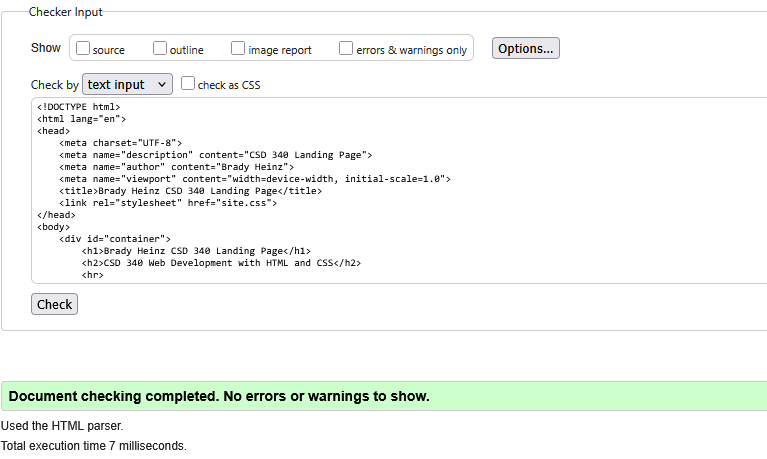 Checker Input
Show source outline image report errors & warnings only Options...
Check by text input check as CSS
<!DOCTYPE html>
<html lang="en">
<head>
    <meta charset="UTF-8">
    <meta name="description" content="CSD 340 Landing Page">
    <meta name="author" content="Brady Heinz">
    <meta name="viewport" content="width=device-width, initial-scale=1.0">
    <title>Brady Heinz CSD 340 Landing Page</title>
    <link rel="stylesheet" href="site.css">
</head>
<body>
    <div id="container">
        <h1>Brady Heinz CSD 340 Landing Page</h1>
        <h2>CSD 340 Web Development with HTML and CSS</h2>
        <hr>
Check
Document checking completed. No errors or warnings to show.
Used the HTML parser.
Total execution time 7 milliseconds.